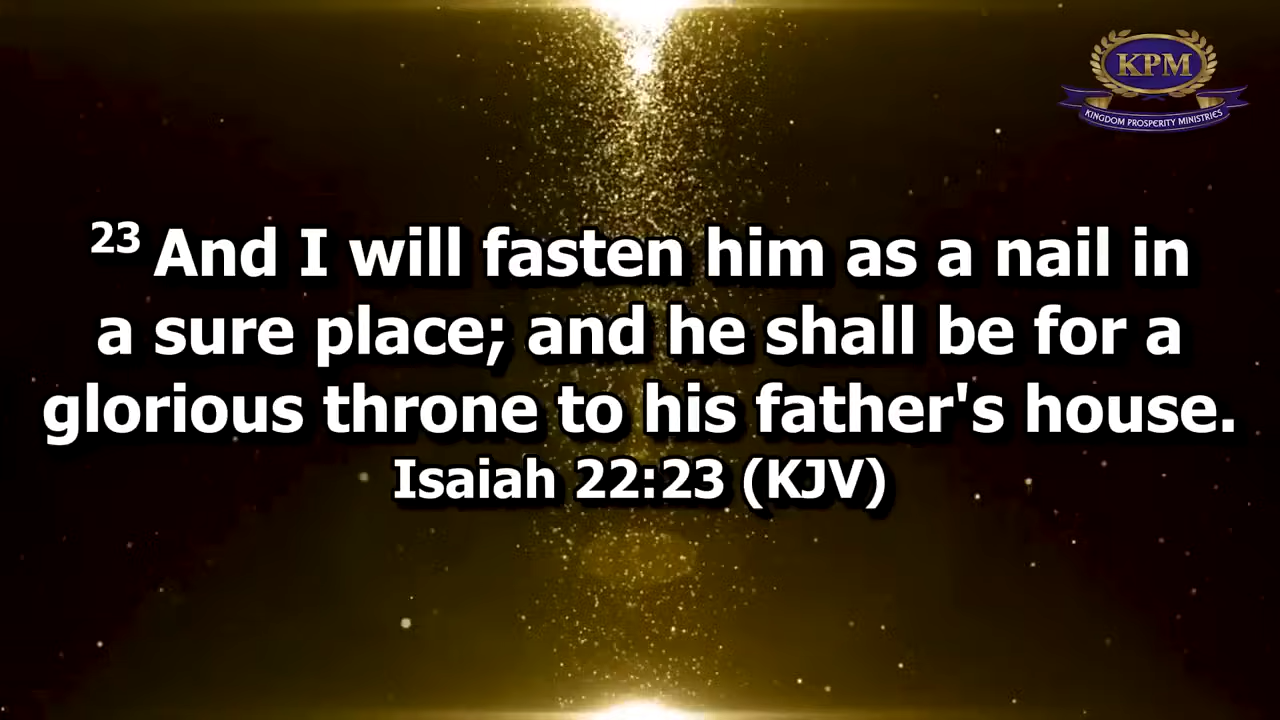 KPM
KINGDOM PROSPERITY MINISTRIES
23 And I will fasten him as a nail in
a sure place; and he shall be for a
glorious throne to his father's house.
Isaiah 22:23 (KJV)